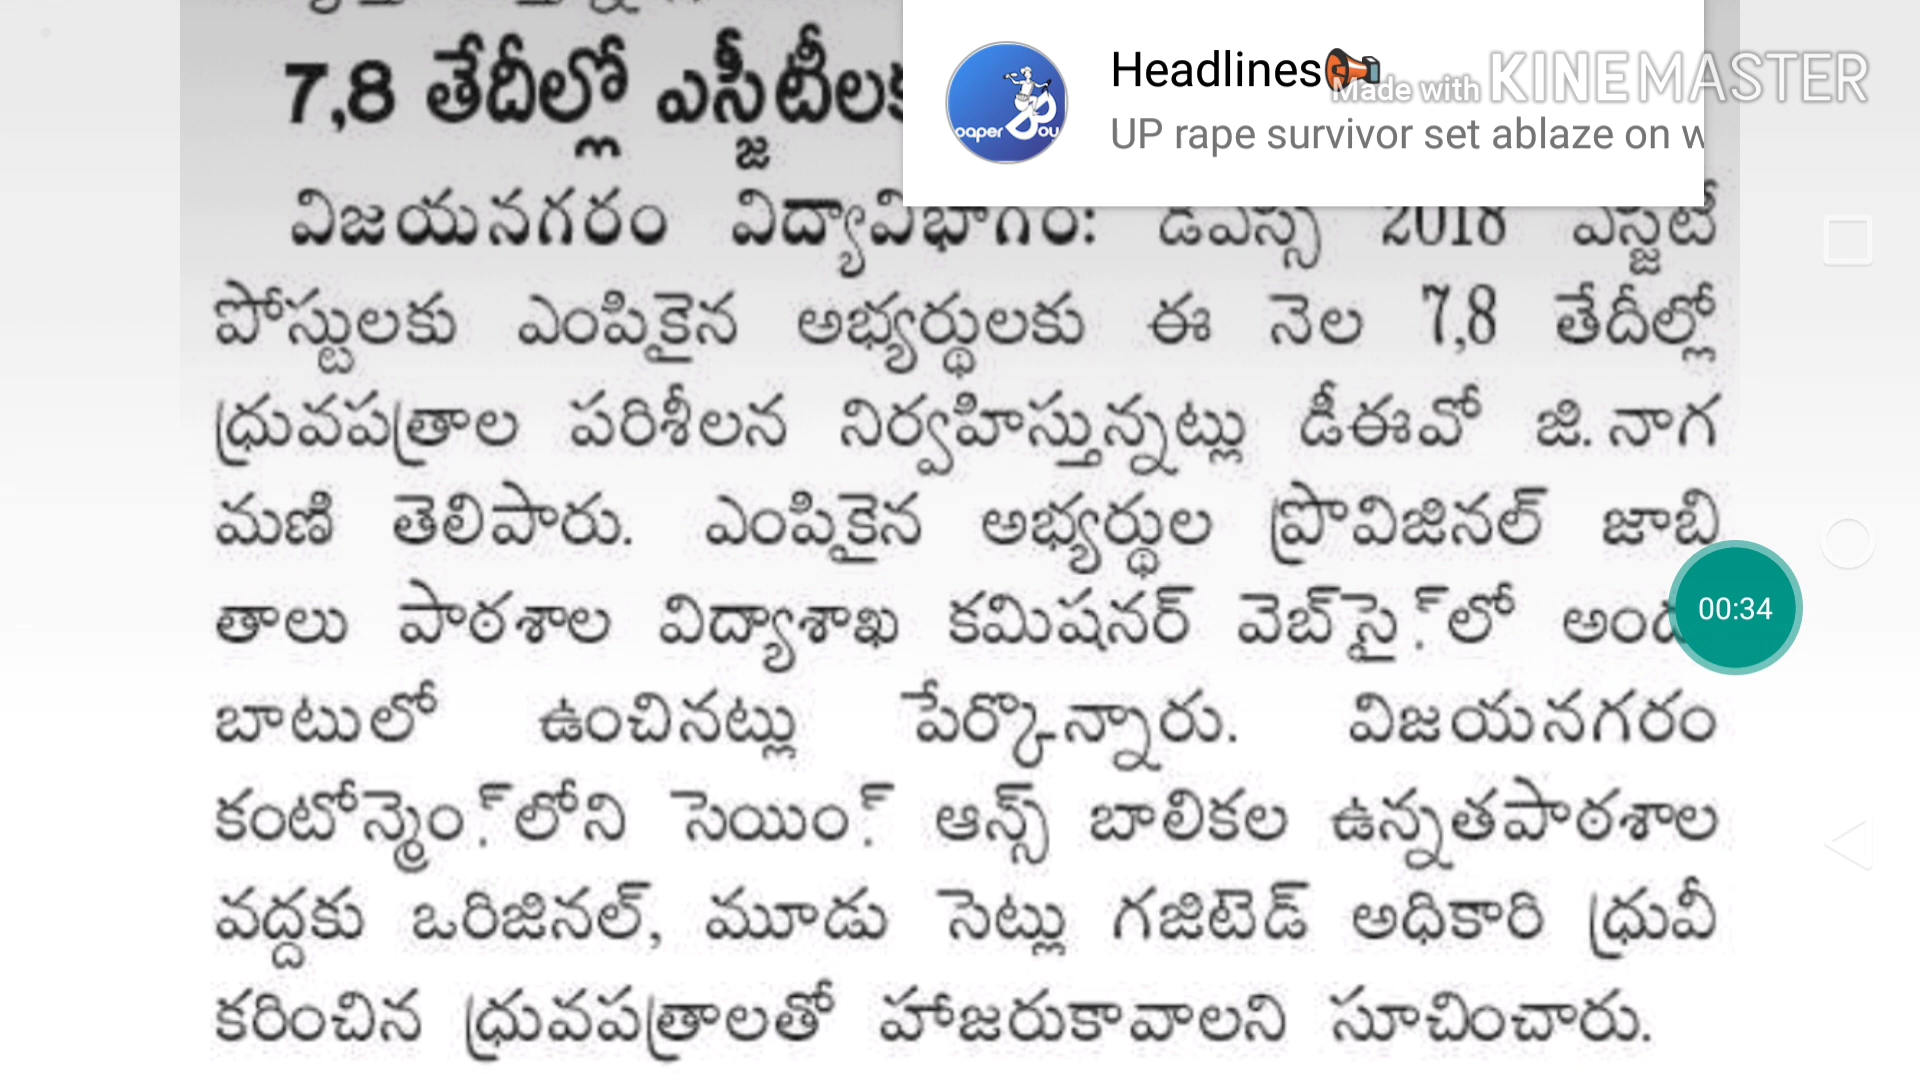 7,8 తేదీల్లో
Headlines
Made with KINEMASTER
paper
you
UP rape survivor set ablaze on
విజయనగరం విద్యావిభాగం: డీఎస్సీ 2018 ఎస్జీటీ
పోస్టులకు ఎంపికైన అభ్యర్థులకు ఈ నెల 7,8 తేదీల్లో
ధ్రువపత్రాల పరిశీలన నిర్వహిస్తున్నట్లు డీఈవో జి.నాగ
మణి తెలిపారు. ఎంపికైన అభ్యర్థుల ప్రొవిజినల్ జాబి
తాలు పాఠశాల విద్యాశాఖ కమిషనర్ వెబ్‌సై్‌లో
00:34
బాటులో ఉంచినట్లు పేర్కొన్నారు. విజయనగరం
కంటోన్మెం్‌లోని సెయిం్ ఆన్స్ బాలికల ఉన్నతపాఠశాల
వద్దకు ఒరిజినల్, మూడు సెట్లు గజిటెడ్ అధికారి ధ్రువీ
కరించిన ధ్రువపత్రాలతో హాజరుకావాలని సూచించారు.